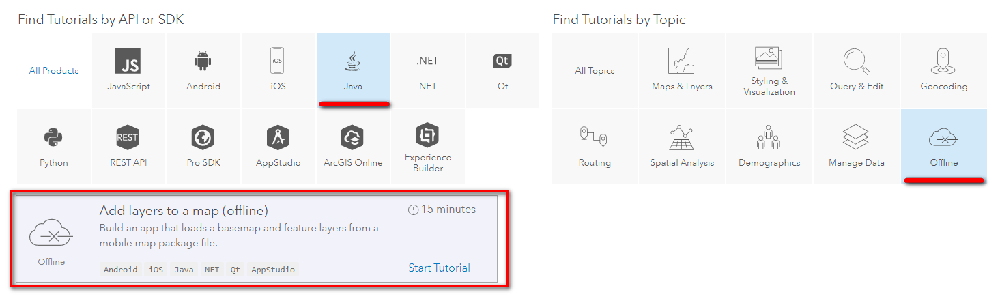 Find Tutorials by API or SDK
All Products
JS
JavaScript
Android
iOS
iOS
Java
.NET
NET
Qt
Qt
Python
REST
REST API
Pro SDK
AppStudio
ArcGIS Online
Experience
Builder
Find Tutorials by Topic
All Topics
Maps & Layers
Styling &
Visualization
Query & Edit
Geocoding
Routing
Spatial Analysis
Demographics
Manage Data
Offline
Offline
Add layers to a map (offline)
15 minutes
Build an app that loads a basemap and feature layers from a
mobile map package file.
Android iOS Java NET Qt AppStudio
Start Tutorial